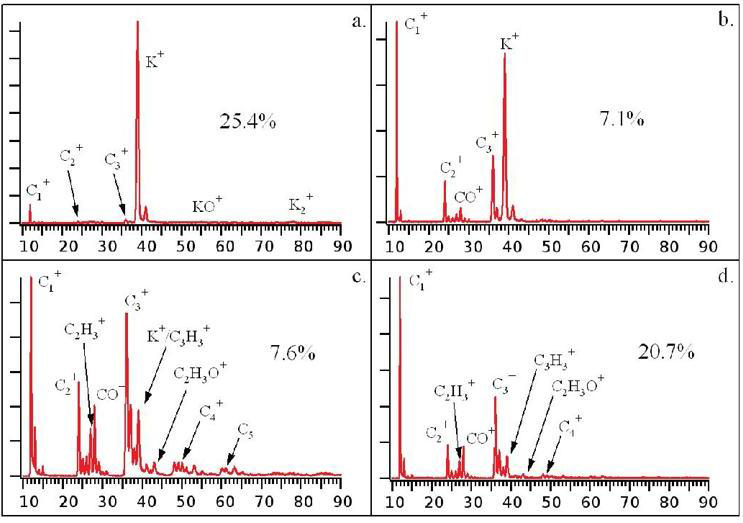 a.
K⁺
25.4%
C₃⁺
C₂⁺
C₁⁺
KO⁺
K₂⁺
10 20 30 40 50 60 70 80 90
b.
C₁⁺
K⁺
7.1%
C₃⁺
C₂⁺
CO⁺
10 20 30 40 50 60 70 80 90
c.
C₁⁺
C₃⁺
C₂H₃⁺
K⁺/C₃H₃⁺
7.6%
C₂H₃O⁺
C₂⁺
CO⁻
C₄⁺
C₅
10 20 30 40 50 60 70 80 90
d.
C₁⁺
20.7%
C₃H₃⁺
C₂H₃⁺
C₃⁻
C₂H₃O⁺
C₂⁺
CO⁺
C₄⁺
10 20 30 40 50 60 70 80 90